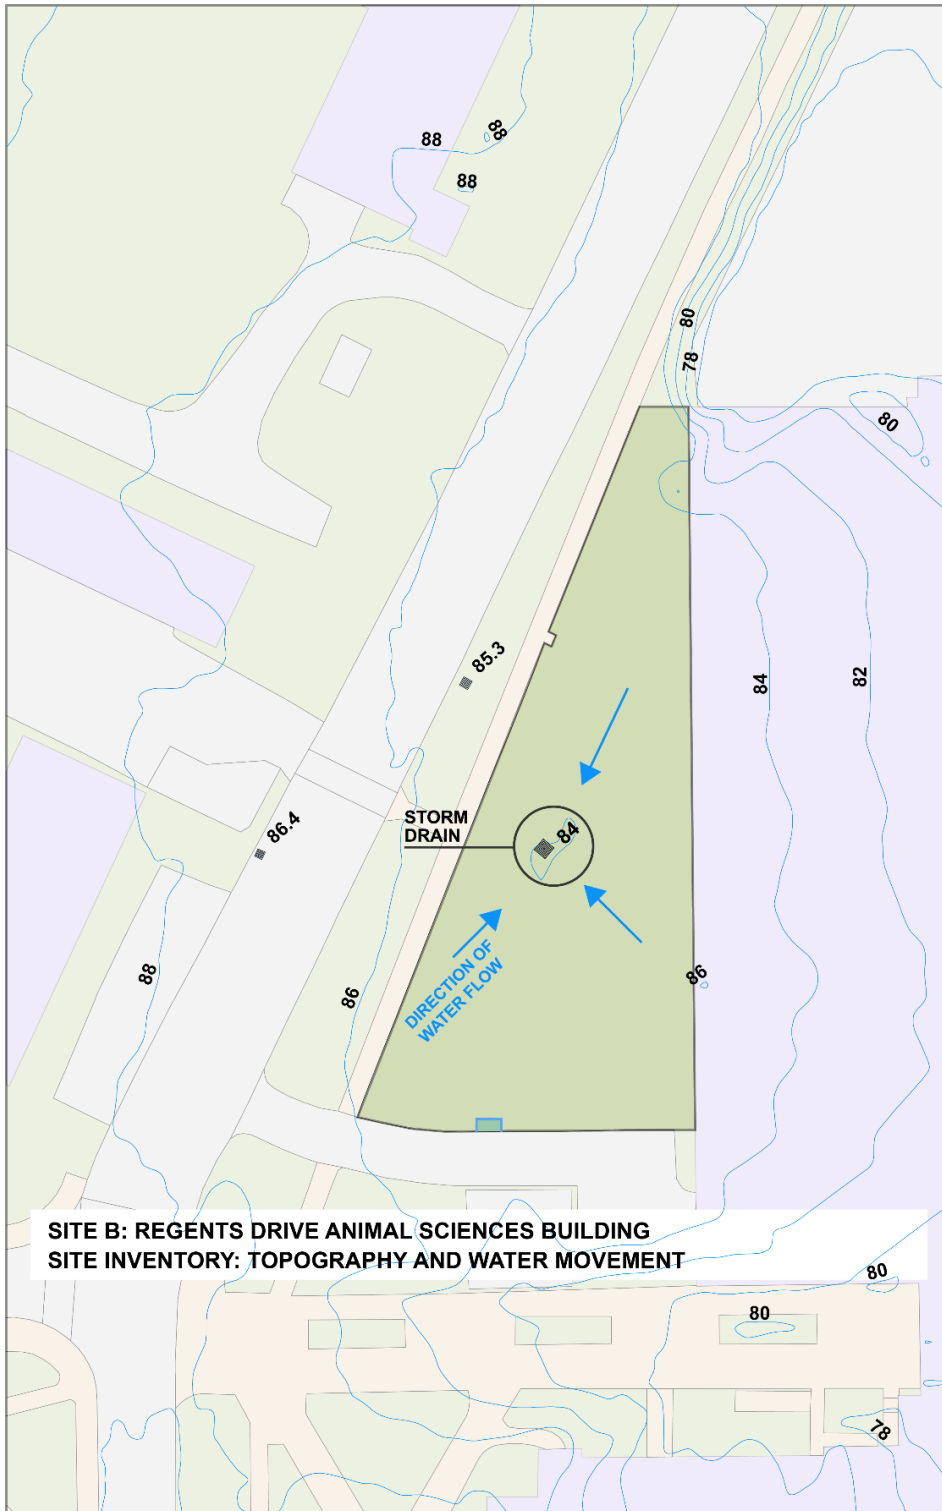 88
88
88
80
78
80
85.3
84
82
86.4
STORM
DRAIN
84
88
86
DIRECTION OF
WATER FLOW
86
SITE B: REGENTS DRIVE ANIMAL SCIENCES BUILDING
SITE INVENTORY: TOPOGRAPHY AND WATER MOVEMENT
80
80
78